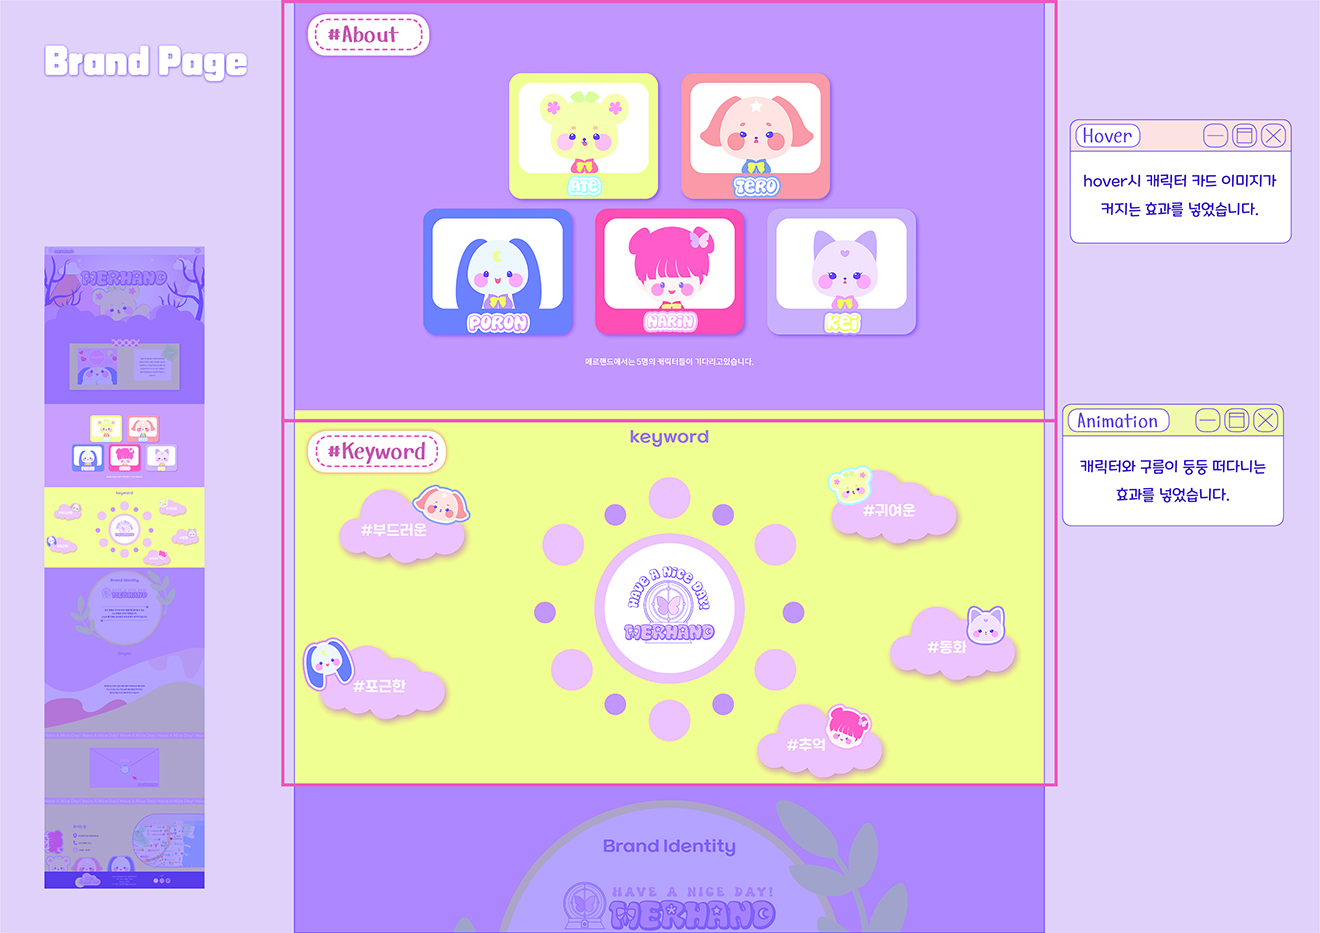 Brand Page
#About
ATE
TERO
PORON
NARIN
KEI
메르헨드에서는 5명의 캐릭터들이 기다리고있습니다.
Hover
hover시 캐릭터 카드 이미지가
커지는 효과를 넣었습니다.
#Keyword
keyword
#부드러운
#귀여운
#포근한
#동화
#추억
HAVE A NICE DAY!
MERHAND
Animation
캐릭터와 구름이 둥둥 떠다니는
효과를 넣었습니다.
Brand Identity
HAVE A NICE DAY!
MERHAND
MERHAND
keyword
Brand Identity
MERHAND